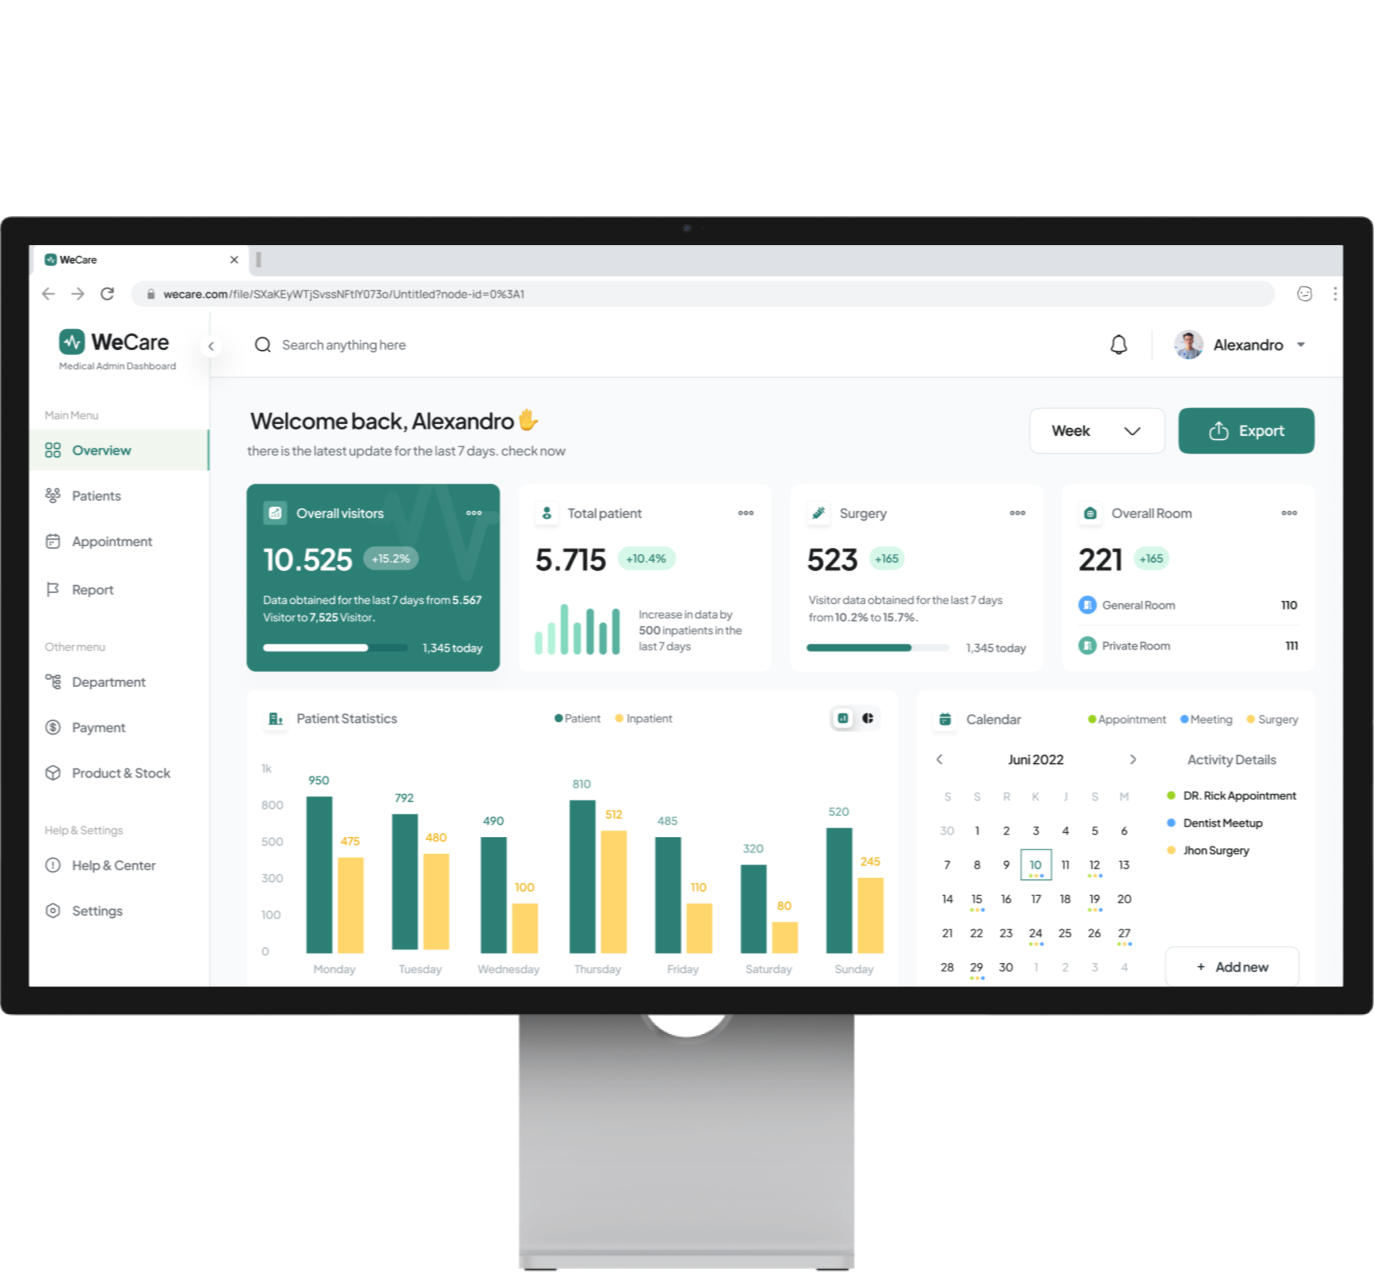 WeCare
wecare.com/file/SXaKEyWTjSvssNFtlY073o/Untitled?node-id=0%3A1
WeCare
Medical Admin Dashboard
Search anything here
Alexandro
Main Menu
Overview
Patients
Appointment
Report
Other menu
Department
Payment
Product & Stock
Help & Settings
Help & Center
Settings
Welcome back, Alexandro✋
there is the latest update for the last 7 days. check now
Week
Export
Overall visitors
10.525 +15.2%
Data obtained for the last 7 days from 5.567
Visitor to 7,525 Visitor.
1,345 today
Total patient
5.715 +10.4%
Increase in data by
500 inpatients in the
last 7 days
Surgery
523 +165
Visitor data obtained for the last 7 days
from 10.2% to 15.7%.
1,345 today
Overall Room
221 +165
General Room 110
Private Room 111
Patient Statistics
Patient Inpatient
1k
800
500
300
100
0
950 475
792 480
490 100
810 512
485 110
320 80
520 245
Monday Tuesday Wednesday Thursday Friday Saturday Sunday
Calendar
Appointment Meeting Surgery
Juni 2022
S S R K J S M
30 1 2 3 4 5 6
7 8 9 10 11 12 13
14 15 16 17 18 19 20
21 22 23 24 25 26 27
28 29 30 1 2 3 4
Activity Details
DR. Rick Appointment
Dentist Meetup
Jhon Surgery
+ Add new